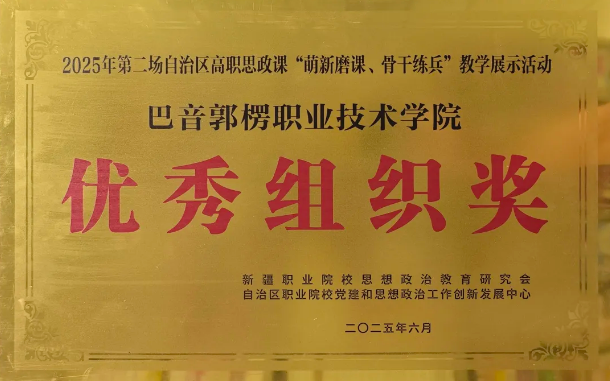 2025年第二场自治区高职思政课“萌新磨课、骨干练兵”教学展示活动
巴音郭楞职业技术学院
优秀组织奖
新疆职业院校思想政治教育研究会
自治区职业院校党建和思想政治工作创新发展中心
二〇二五年六月